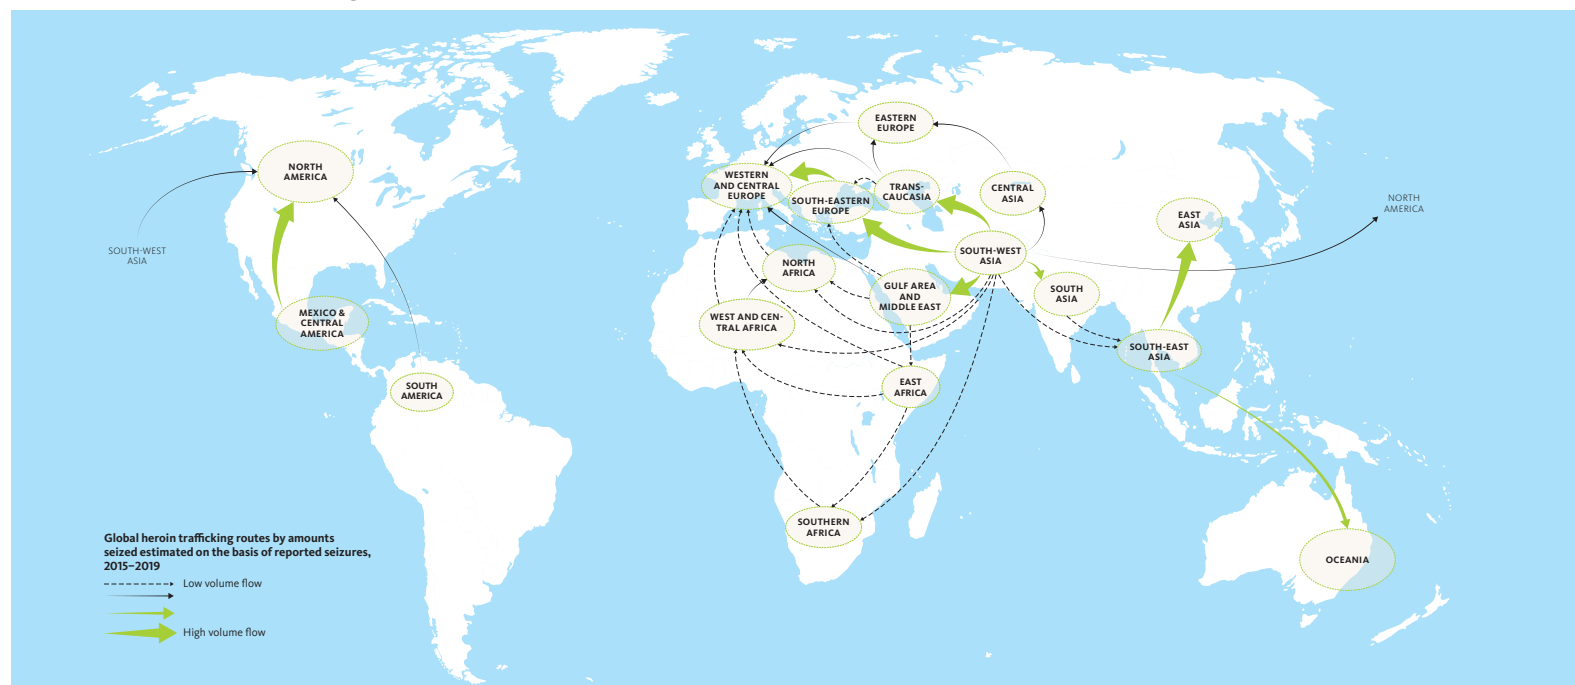 EASTERN
EUROPE
NORTH
AMERICA
WESTERN
AND CENTRAL
EUROPE
SOUTH-EASTERN
EUROPE
TRANS-
CAUCASIA
CENTRAL
ASIA
NORTH
AMERICA
EAST
ASIA
SOUTH-WEST
ASIA
SOUTH-WEST
ASIA
NORTH
AFRICA
GULF AREA
AND
MIDDLE EAST
SOUTH
ASIA
MEXICO &
CENTRAL
AMERICA
WEST AND CEN-
TRAL AFRICA
SOUTH-EAST
ASIA
SOUTH
AMERICA
EAST
AFRICA
SOUTHERN
AFRICA
OCEANIA
Global heroin trafficking routes by amounts
seized estimated on the basis of reported seizures,
2015–2019
Low volume flow
High volume flow